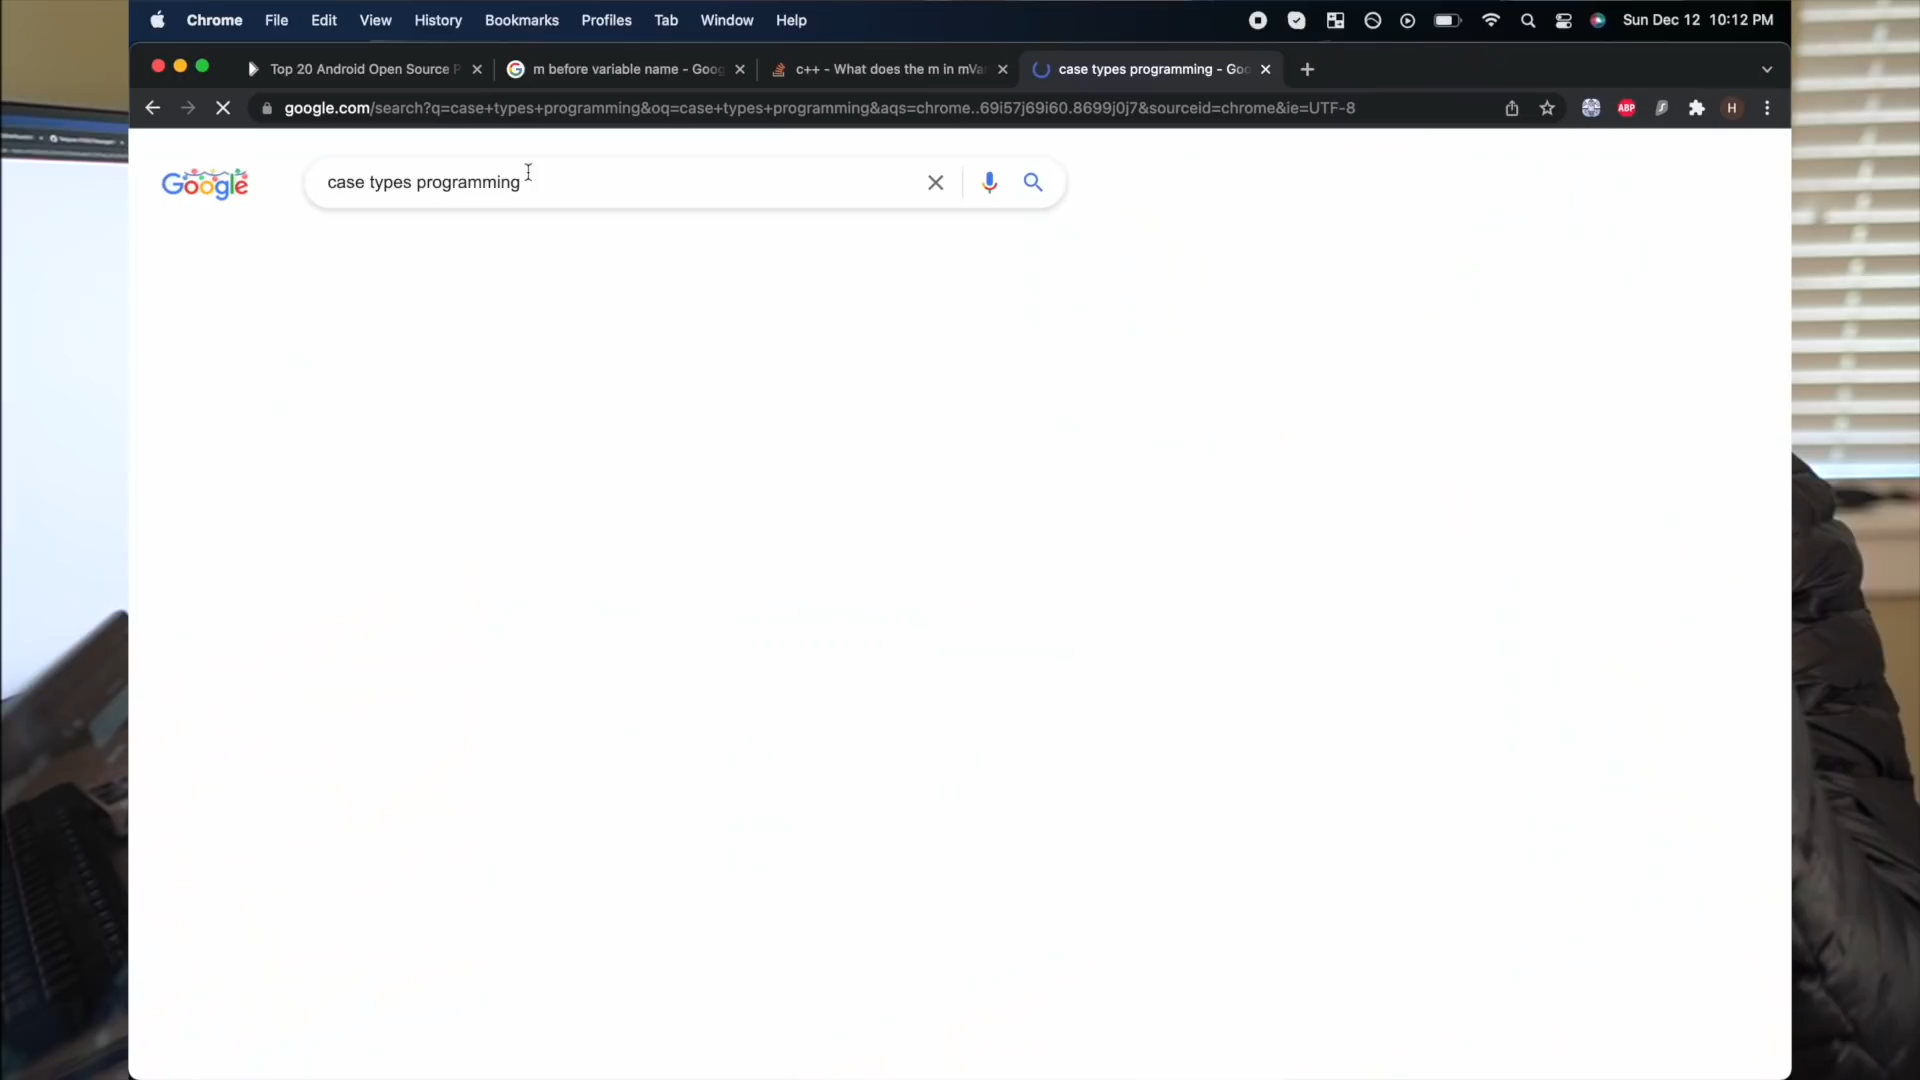 Chrome File Edit View History Bookmarks Profiles Tab Window Help Sun Dec 12 10:12 PM
Top 20 Android Open Source P m before variable name - Goog c++ - What does the m in mVa case types programming - Goo
google.com/search?q=case+types+programming&oq=case+types+programming&aqs=chrome..69i57j69i60.8699j0j7&sourceid=chrome&ie=UTF-8 ABP H
Google case types programming